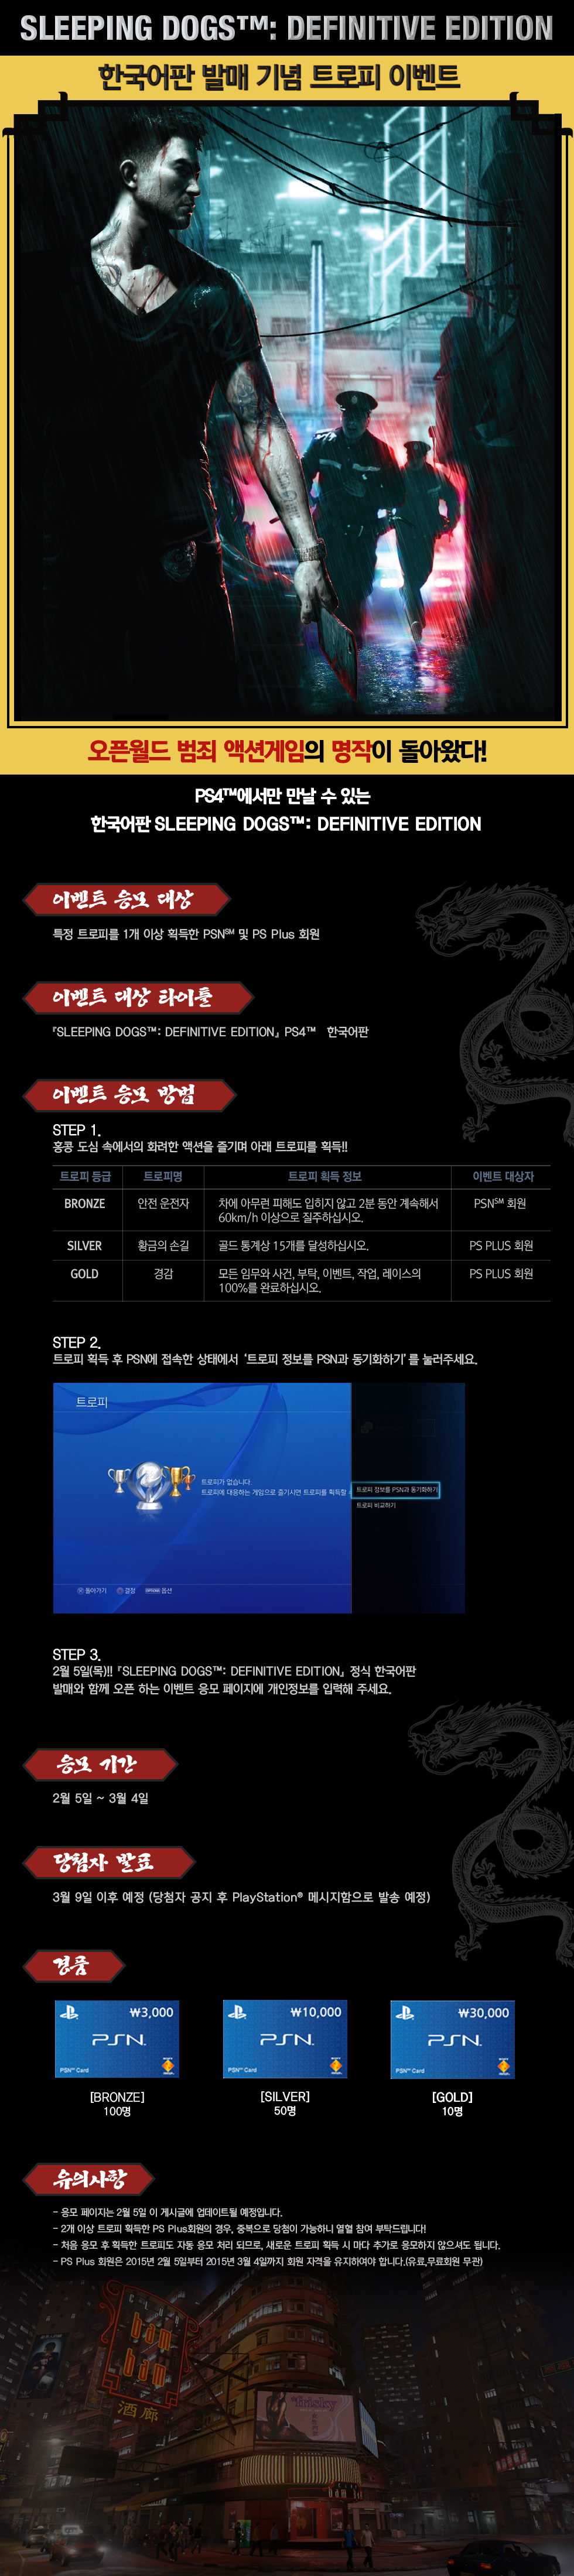 SLEEPING DOGS™: DEFINITIVE EDITION
한국어판 발매 기념 트로피 이벤트
오픈월드 범죄 액션게임의 명작이 돌아왔다!
PS4™에서만 만날 수 있는
한국어판 SLEEPING DOGS™: DEFINITIVE EDITION
이벤트 응모 대상
특정 트로피를 1개 이상 획득한 PSN℠ 및 PS Plus 회원
이벤트 대상 타이틀
『SLEEPING DOGS™: DEFINITIVE EDITION』 PS4™ 한국어판
이벤트 응모 방법
STEP 1.
홍콩 도심 속에서의 화려한 액션을 즐기며 아래 트로피를 획득!!
트로피 등급 트로피명 트로피 획득 정보 이벤트 대상자
BRONZE 안전 운전자 차에 아무런 피해도 입히지 않고 2분 동안 계속해서 PSN℠ 회원
60km/h 이상으로 질주하십시오.
SILVER 황금의 손길 골드 통계상 15개를 달성하십시오. PS PLUS 회원
GOLD 경감 모든 임무와 사건, 부탁, 이벤트, 작업, 레이스의 PS PLUS 회원
100%를 완료하십시오.
STEP 2.
트로피 획득 후 PSN에 접속한 상태에서 ‘트로피 정보를 PSN과 동기화하기’를 눌러주세요.
트로피
트로피가 없습니다.
트로피에 대응하는 게임으로 즐기시면 트로피를 획득할
트로피 정보를 PSN과 동기화하기
트로피 비교하기
돌아가기 결정 OPTIONS 옵션
STEP 3.
2월 5일(목)!! 『SLEEPING DOGS™: DEFINITIVE EDITION』 정식 한국어판
발매와 함께 오픈 하는 이벤트 응모 페이지에 개인정보를 입력해 주세요.
응모 기간
2월 5일 ~ 3월 4일
당첨자 발표
3월 9일 이후 예정 (당첨자 공지 후 PlayStation® 메시지함으로 발송 예정)
경품
₩3,000 ₩10,000 ₩30,000
PSN. PSN. PSN.
PSN℠ Card PSN℠ Card PSN℠ Card
[BRONZE] [SILVER] [GOLD]
100명 50명 10명
유의사항
- 응모 페이지는 2월 5일 이 게시글에 업데이트될 예정입니다.
- 2개 이상 트로피 획득한 PS Plus회원의 경우, 중복으로 당첨이 가능하니 열혈 참여 부탁드립니다!
- 처음 응모 후 획득한 트로피도 자동 응모 처리 되므로, 새로운 트로피 획득 시 마다 추가로 응모하지 않으셔도 됩니다.
- PS Plus 회원은 2015년 2월 5일부터 2015년 3월 4일까지 회원 자격을 유지하여야 합니다.(유료,무료회원 무관)
CLUB
bam
bam
酒廊
frisky